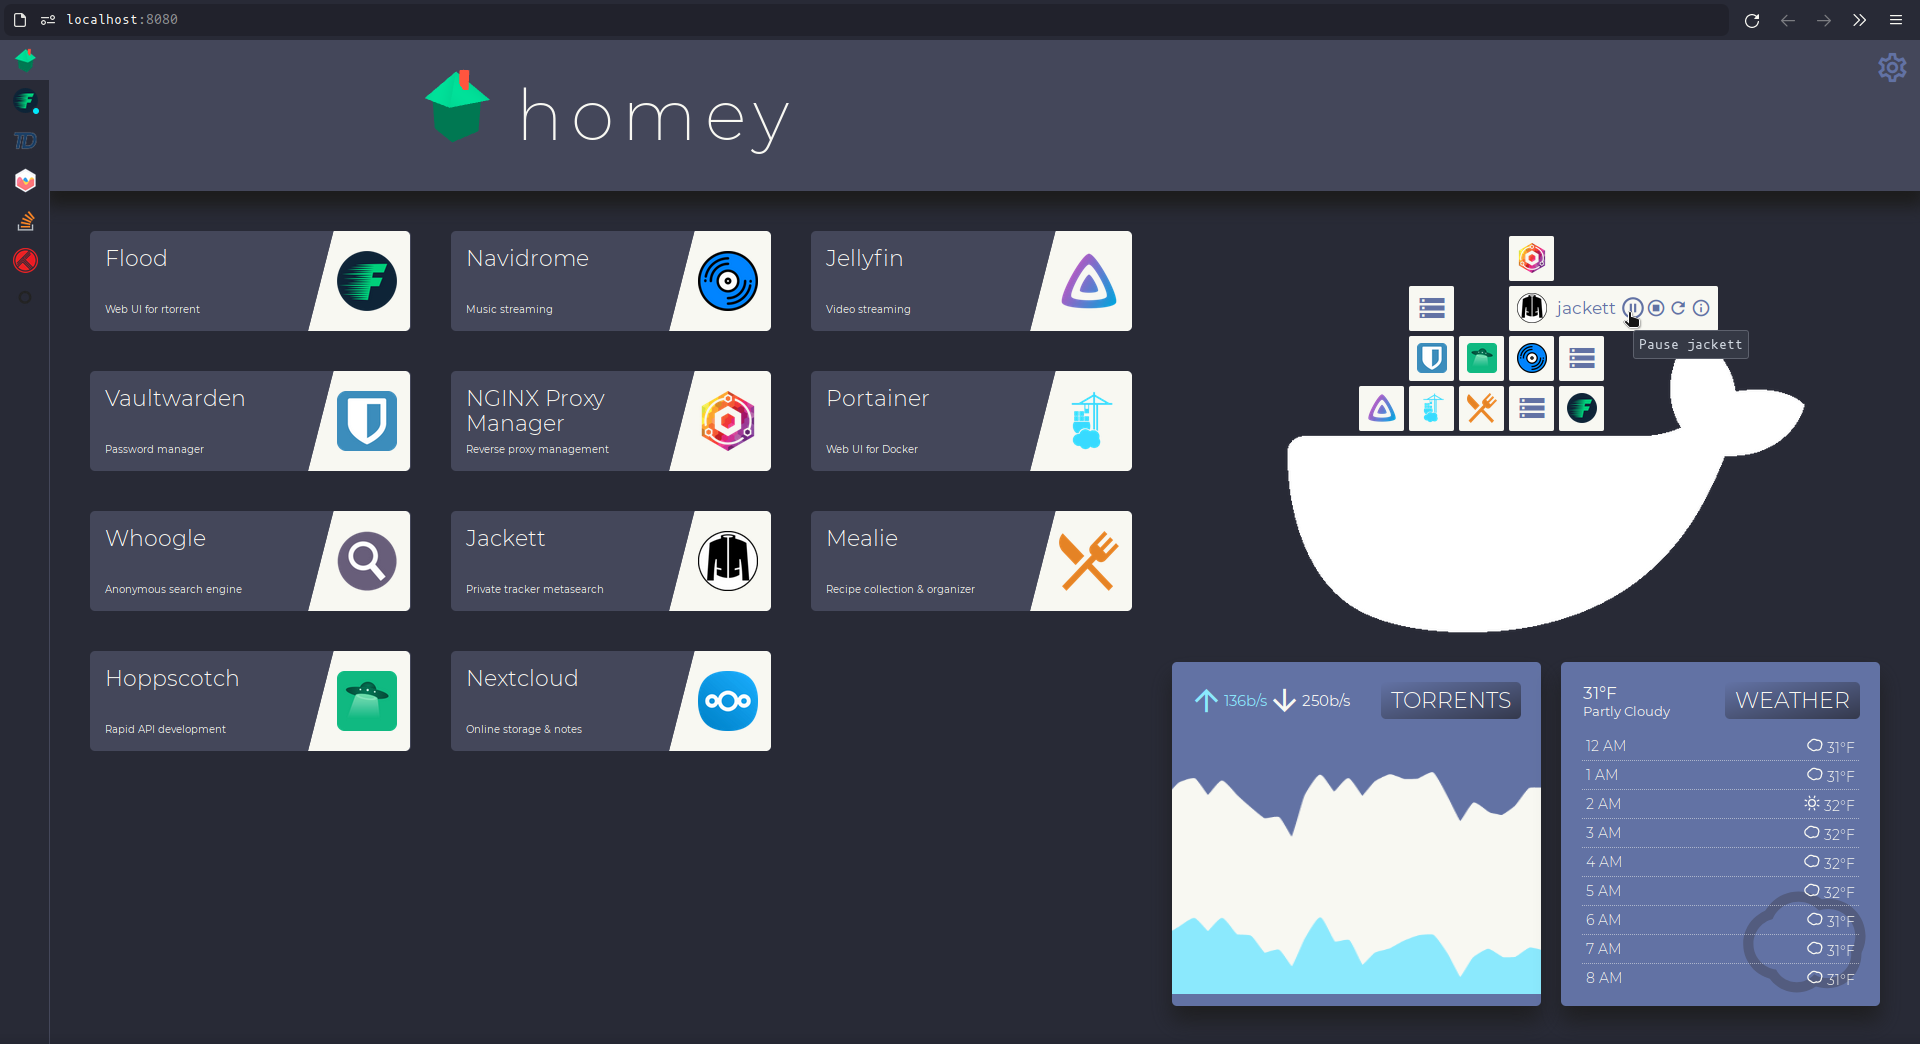 localhost:8080
homey
Flood
Web UI for rtorrent
Navidrome
Music streaming
Jellyfin
Video streaming
Vaultwarden
Password manager
NGINX Proxy
Manager
Reverse proxy management
Portainer
Web UI for Docker
Whoogle
Anonymous search engine
Jackett
Private tracker metasearch
Mealie
Recipe collection & organizer
Hoppscotch
Rapid API development
Nextcloud
Online storage & notes
jackett
Pause jackett
136b/s 250b/s TORRENTS
31°F
Partly Cloudy
WEATHER
12 AM 31°F
1 AM 31°F
2 AM 32°F
3 AM 32°F
4 AM 32°F
5 AM 32°F
6 AM 31°F
7 AM 31°F
8 AM 31°F